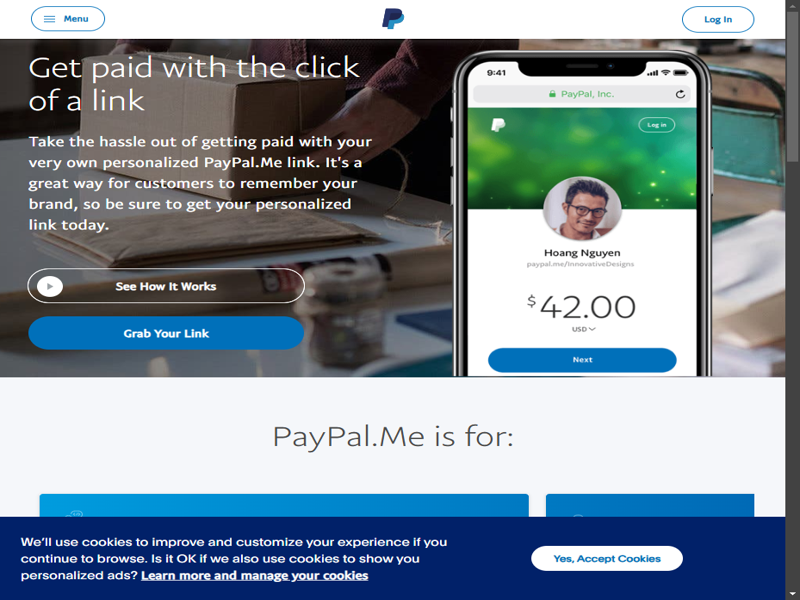 Menu
Log In
Get paid with the click
of a link
Take the hassle out of getting paid with your
very own personalized PayPal.Me link. It's a
great way for customers to remember your
brand, so be sure to get your personalized
link today.
See How It Works
Grab Your Link
9:41
PayPal, Inc.
Log in
Hoang Nguyen
paypal.me/InnovativeDesigns
$42.00
USD
Next
PayPal.Me is for:
We'll use cookies to improve and customize your experience if you
continue to browse. Is it OK if we also use cookies to show you
personalized ads? Learn more and manage your cookies
Yes, Accept Cookies